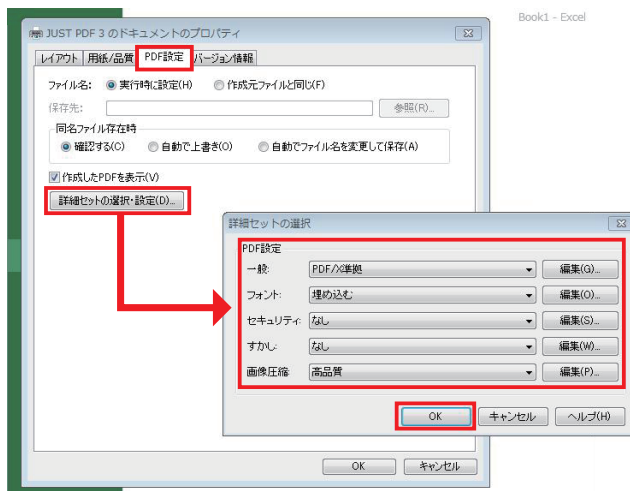 Book1 - Excel
JUST PDF 3 のドキュメントのプロパティ
レイアウト 用紙/品質 PDF設定 バージョン情報
ファイル名: 実行時に設定(H) 作成元ファイルと同じ(F)
保存先: 参照(R)...
同名ファイル存在時
確認する(C) 自動で上書き(O) 自動でファイル名を変更して保存(A)
作成したPDFを表示(V)
詳細セットの選択・設定(D)...
詳細セットの選択
PDF設定
一般: PDF/X準拠 編集(G)...
フォント: 埋め込む 編集(O)...
セキュリティ: なし 編集(S)...
すかし: なし 編集(W)...
画像圧縮 高品質 編集(P)...
OK キャンセル ヘルプ(H)
OK キャンセル